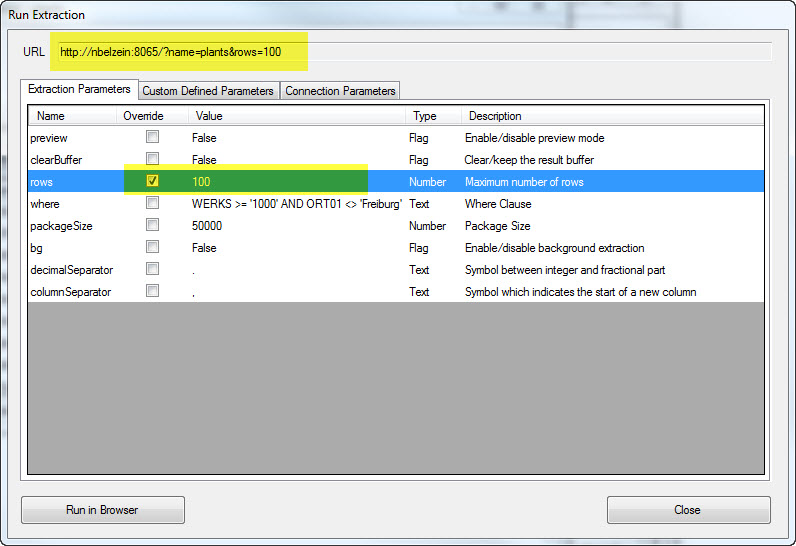 Run Extraction
URL http://nbelzein:8065/?name=plants&rows=100
Extraction Parameters Custom Defined Parameters Connection Parameters
Name Override Value Type Description
preview False Flag Enable/disable preview mode
clearBuffer False Flag Clear/keep the result buffer
rows 100 Number Maximum number of rows
where WERKS >= '1000' AND ORT01 <> 'Freiburg' Text Where Clause
packageSize 50000 Number Package Size
bg False Flag Enable/disable background extraction
decimalSeparator . Text Symbol between integer and fractional part
columnSeparator , Text Symbol which indicates the start of a new column
Run in Browser Close